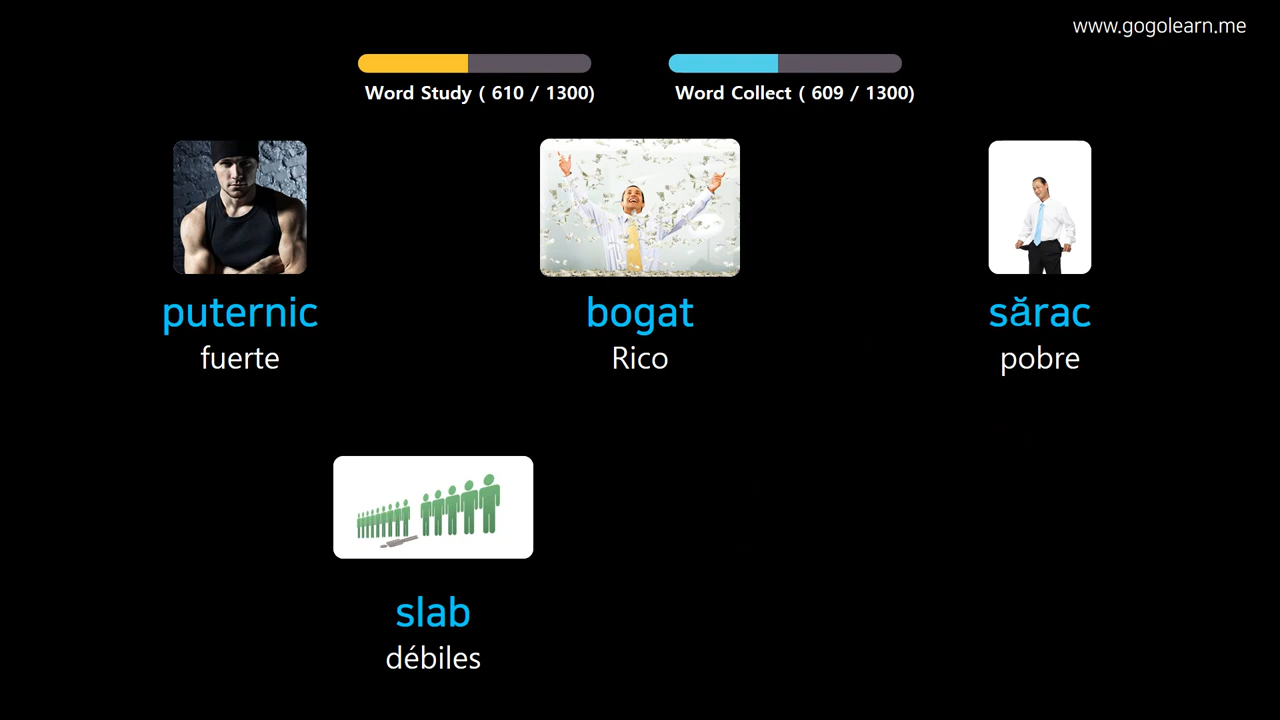 www.gogolearn.me
Word Study ( 610 / 1300)
Word Collect ( 609 / 1300)
puternic
fuerte
bogat
Rico
sărac
pobre
slab
débiles